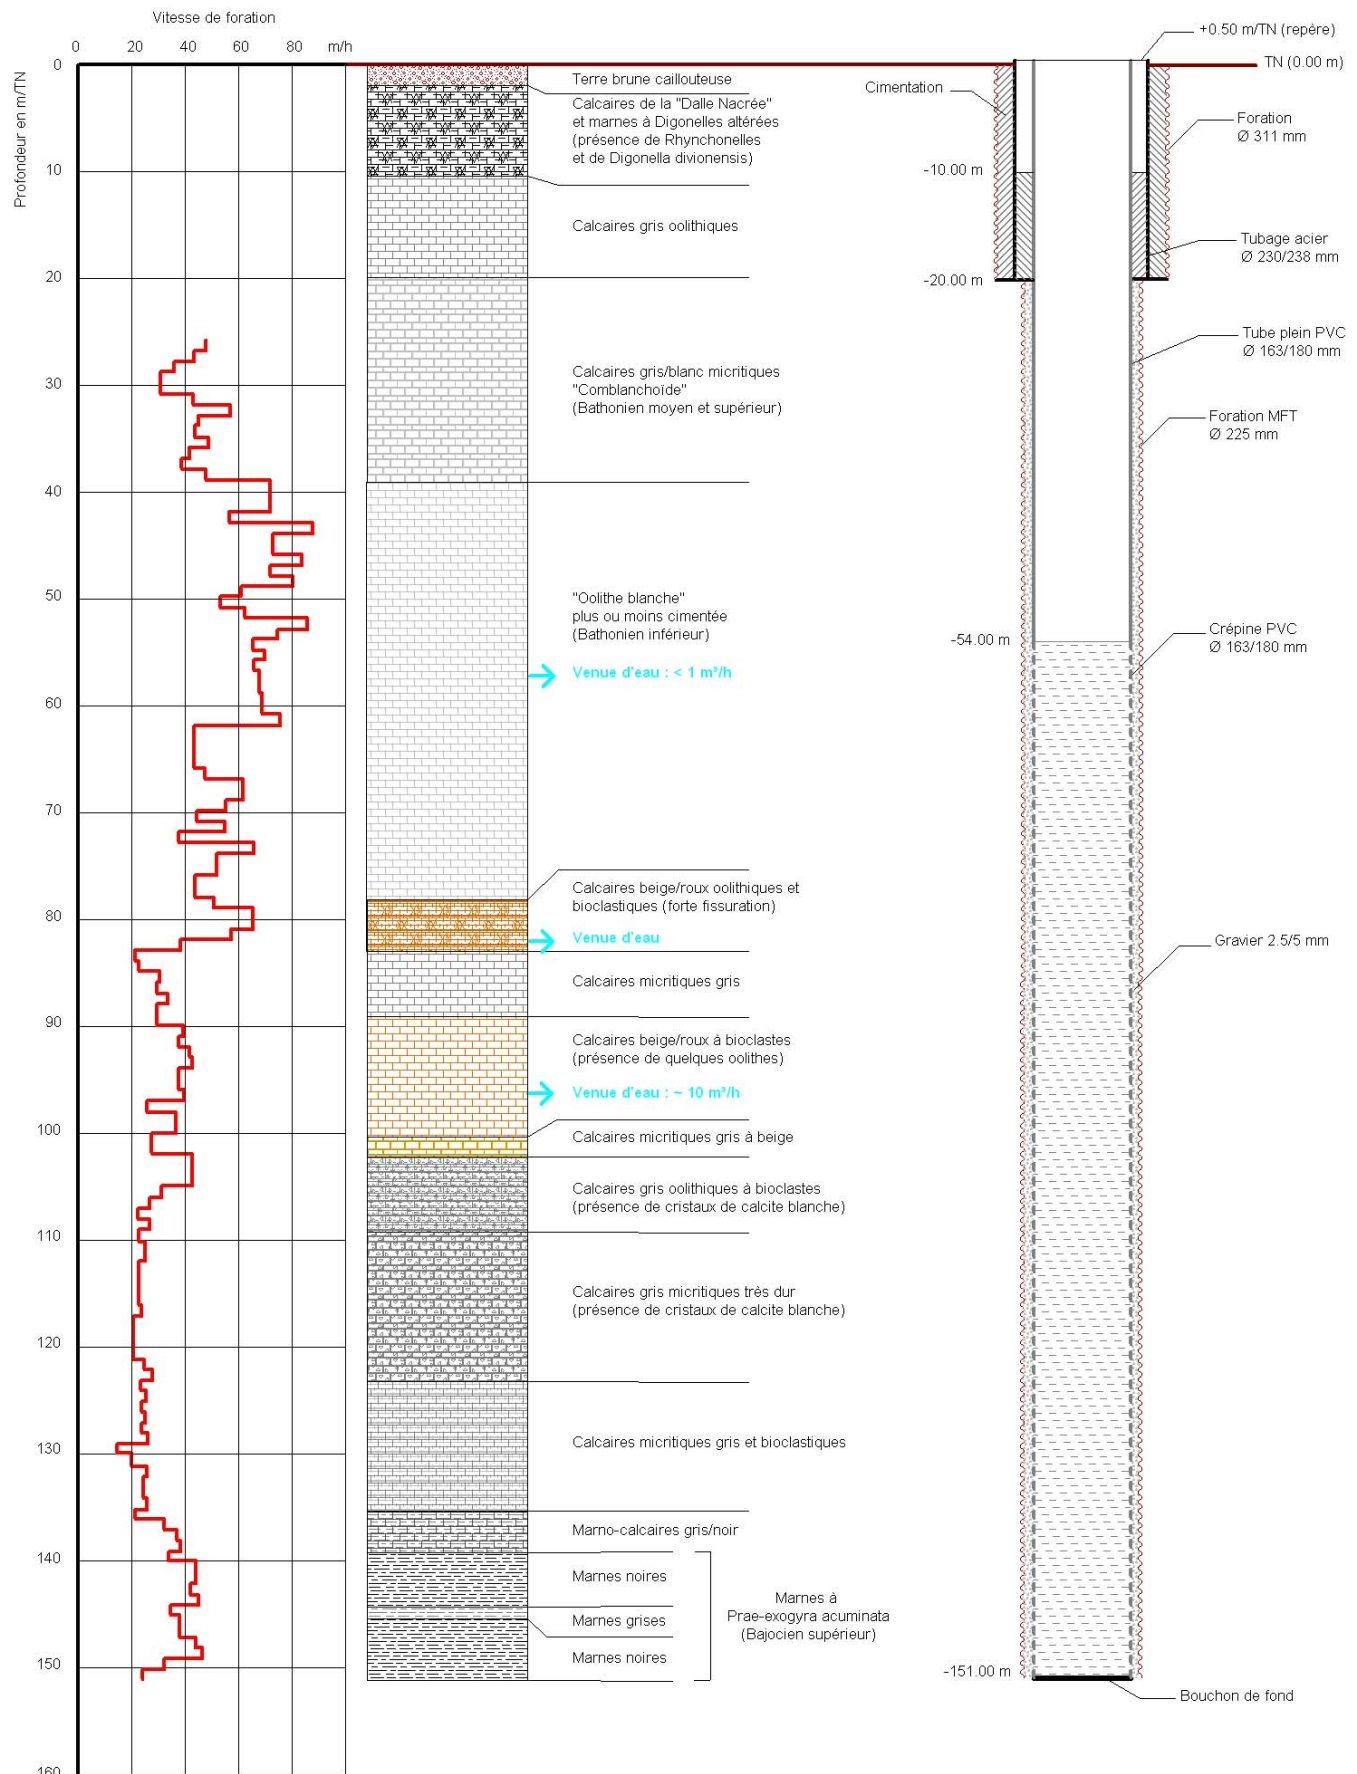 Vitesse de foration
0 20 40 60 80 m/h
Profondeur en m/TN
0
10
20
30
40
50
60
70
80
90
100
110
120
130
140
150
160
Terre brune caillouteuse
Calcaires de la "Dalle Nacrée"
et marnes à Digonelles altérées
(présence de Rhynchonelles
et de Digonella divionensis)
Calcaires gris oolithiques
Calcaires gris/blanc micritiques
"Comblanchoïde"
(Bathonien moyen et supérieur)
"Oolithe blanche"
plus ou moins cimentée
(Bathonien inférieur)
Venue d'eau : < 1 m³/h
Calcaires beige/roux oolithiques et
bioclastiques (forte fissuration)
Venue d'eau
Calcaires micritiques gris
Calcaires beige/roux à bioclastes
(présence de quelques oolithes)
Venue d'eau : ~ 10 m³/h
Calcaires micritiques gris à beige
Calcaires gris oolithiques à bioclastes
(présence de cristaux de calcite blanche)
Calcaires gris micritiques très dur
(présence de cristaux de calcite blanche)
Calcaires micritiques gris et bioclastiques
Marno-calcaires gris/noir
Marnes noires
Marnes grises
Marnes noires
Marnes à
Prae-exogyra acuminata
(Bajocien supérieur)
+0.50 m/TN (repère)
TN (0.00 m)
Cimentation
Foration
Ø 311 mm
-10.00 m
Tubage acier
Ø 230/238 mm
-20.00 m
Tube plein PVC
Ø 163/180 mm
Foration MFT
Ø 225 mm
-54.00 m
Crépine PVC
Ø 163/180 mm
Gravier 2.5/5 mm
-151.00 m
Bouchon de fond